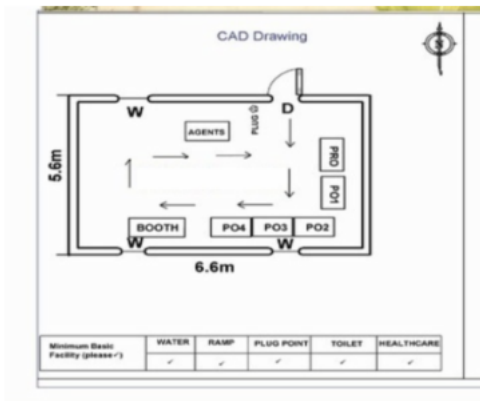 CAD Drawing
N
W
D
PLUG
AGENTS
PRO
PO1
5.6m
BOOTH
PO4
PO3
PO2
W
W
6.6m
Minimum Basic
Facility (please✓)
WATER
RAMP
PLUG POINT
TOILET
HEALTHCARE
✓ ✓ ✓ ✓ ✓